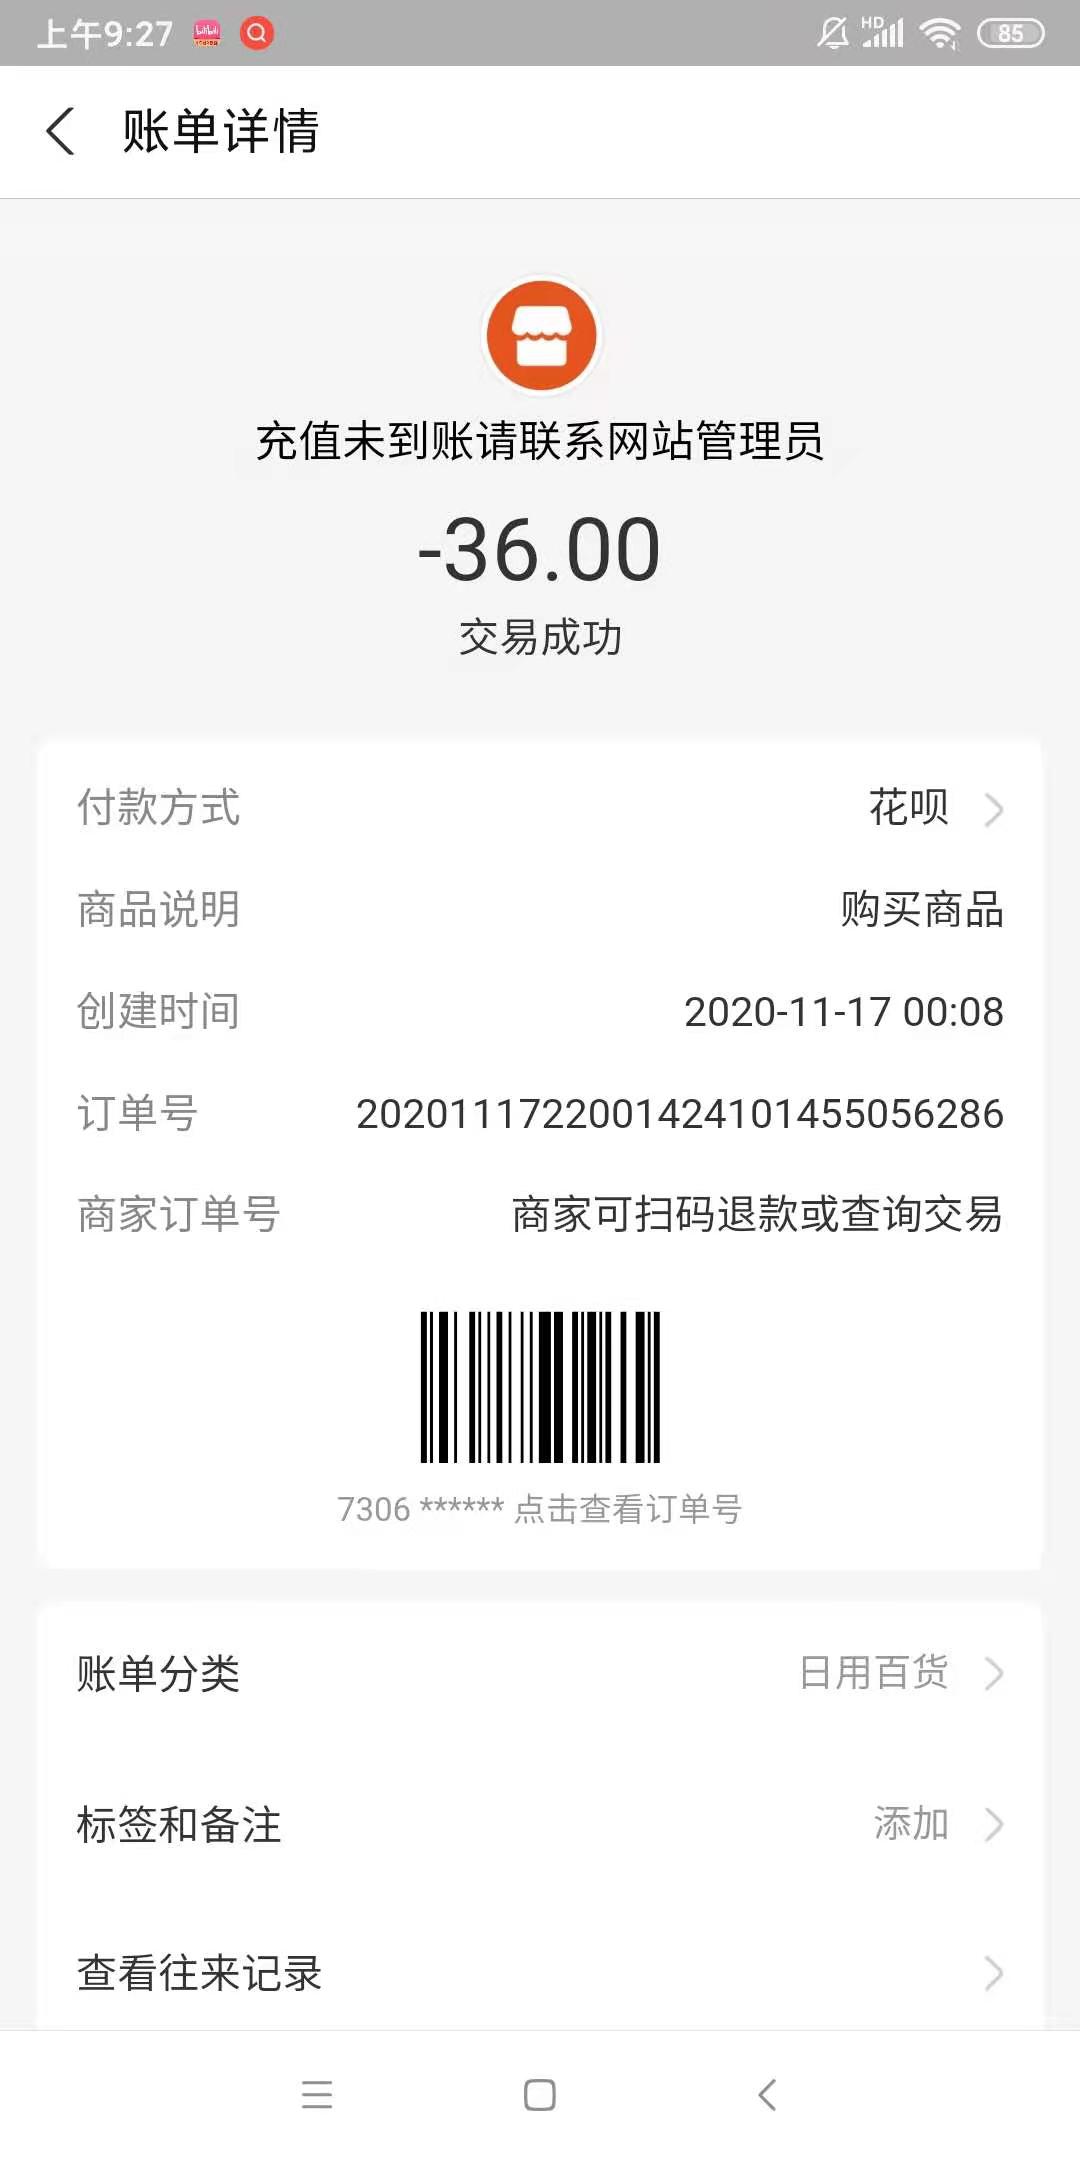 上午9:27
bilibili
HD
85
账单详情
充值未到账请联系网站管理员
-36.00
交易成功
付款方式 花呗
商品说明 购买商品
创建时间 2020-11-17 00:08
订单号 2020111722001424101455056286
商家订单号 商家可扫码退款或查询交易
7306 ****** 点击查看订单号
账单分类 日用百货
标签和备注 添加
查看往来记录